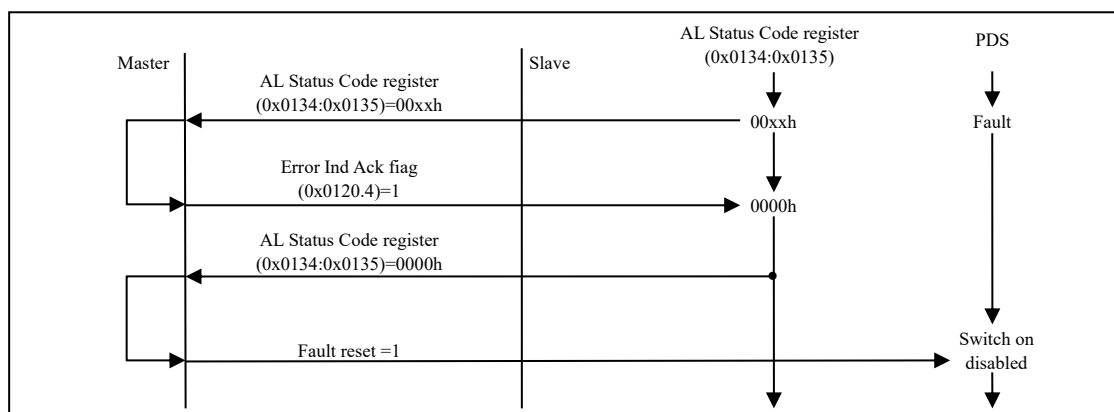 AL Status Code register
(0x0134:0x0135)
PDS
Master
Slave
AL Status Code register
(0x0134:0x0135)=00xxh
00xxh
Fault
Error Ind Ack fiag
(0x0120.4)=1
0000h
AL Status Code register
(0x0134:0x0135)=0000h
Fault reset =1
Switch on
disabled